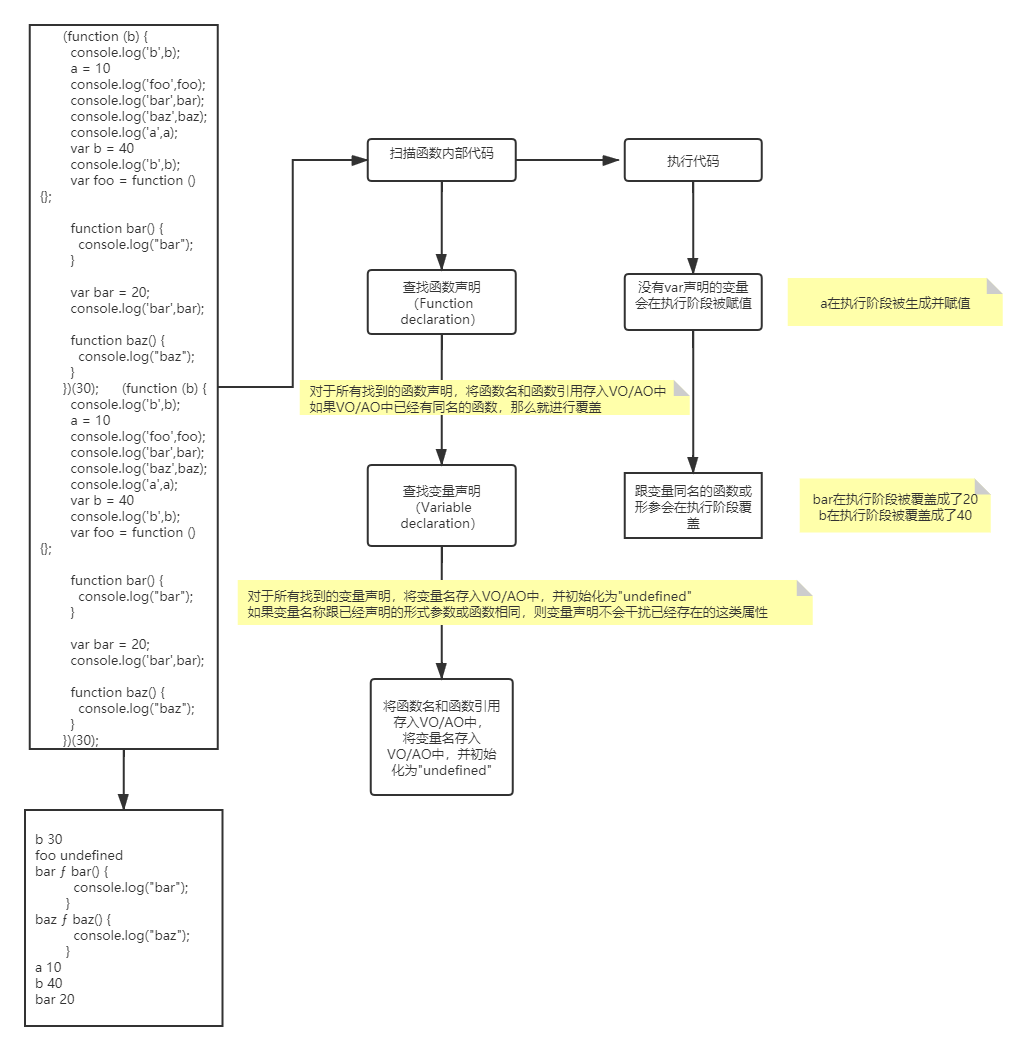 (function (b) {
console.log('b',b);
a = 10
console.log('foo',foo);
console.log('bar',bar);
console.log('baz',baz);
console.log('a',a);
var b = 40
console.log('b',b);
var foo = function ()
{};
function bar() {
console.log("bar");
}
var bar = 20;
console.log('bar',bar);
function baz() {
console.log("baz");
}
})(30); (function (b) {
console.log('b',b);
a = 10
console.log('foo',foo);
console.log('bar',bar);
console.log('baz',baz);
console.log('a',a);
var b = 40
console.log('b',b);
var foo = function ()
{};
function bar() {
console.log("bar");
}
var bar = 20;
console.log('bar',bar);
function baz() {
console.log("baz");
}
})(30);
b 30
foo undefined
bar ƒ bar() {
console.log("bar");
}
baz ƒ baz() {
console.log("baz");
}
a 10
b 40
bar 20
扫描函数内部代码
查找函数声明
（Function
declaration）
对于所有找到的函数声明，将函数名和函数引用存入VO/AO中
如果VO/AO中已经有同名的函数，那么就进行覆盖
查找变量声明
（Variable
declaration）
对于所有找到的变量声明，将变量名存入VO/AO中，并初始化为"undefined"
如果变量名称跟已经声明的形式参数或函数相同，则变量声明不会干扰已经存在的这类属性
将函数名和函数引用
存入VO/AO中，
将变量名存入
VO/AO中，并初始
化为"undefined"
执行代码
没有var声明的变量
会在执行阶段被赋值
a在执行阶段被生成并赋值
跟变量同名的函数或
形参会在执行阶段覆
盖
bar在执行阶段被覆盖成了20
b在执行阶段被覆盖成了40